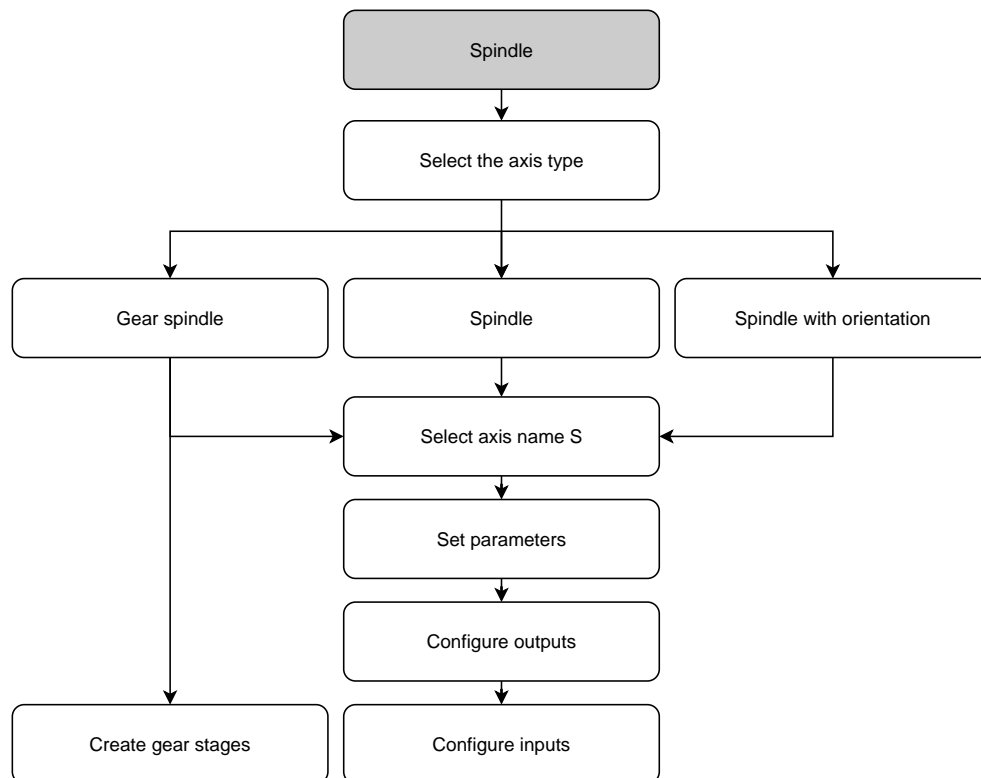 Spindle
Select the axis type
Gear spindle
Spindle
Spindle with orientation
Select axis name S
Set parameters
Configure outputs
Create gear stages
Configure inputs